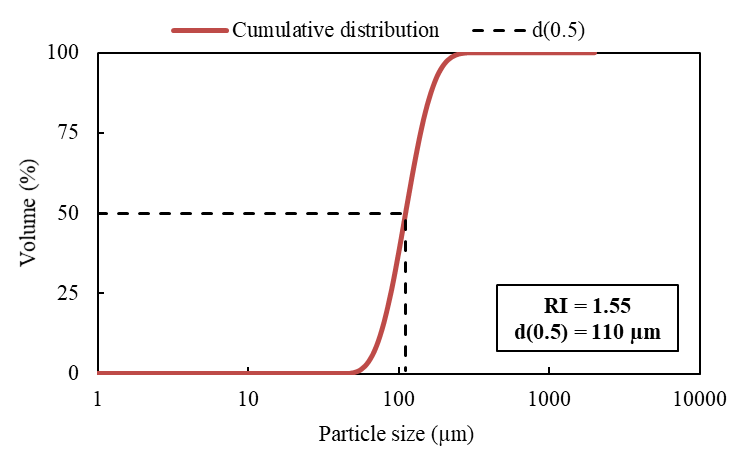 Cumulative distribution d(0.5)
100
75
50
25
0
Volume (%)
RI = 1.55
d(0.5) = 110 µm
1 10 100 1000 10000
Particle size (µm)